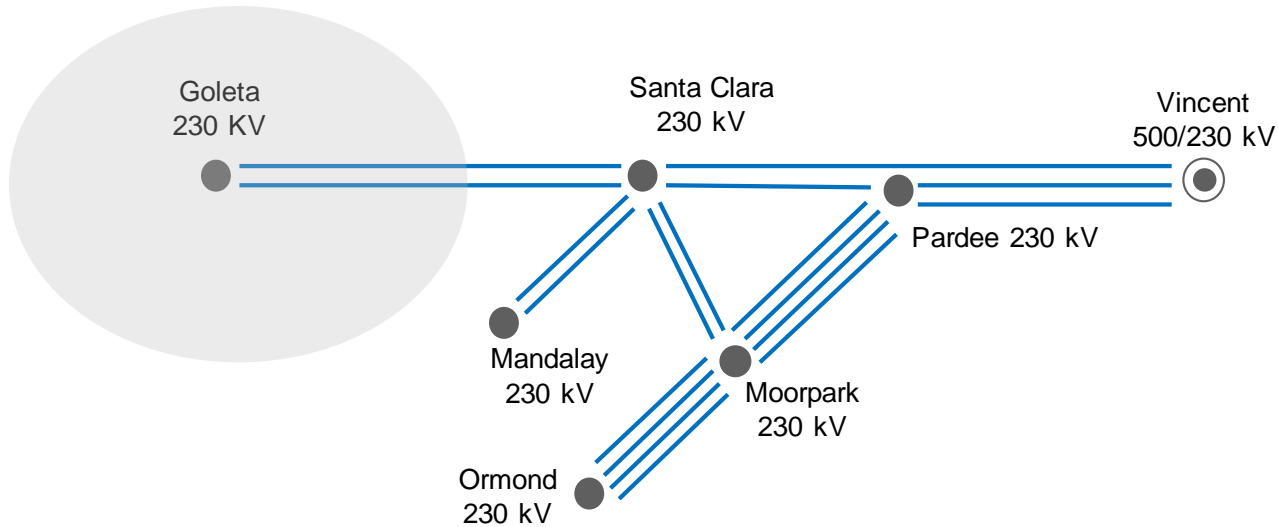 Goleta
230 KV
Santa Clara
230 kV
Vincent
500/230 kV
Pardee 230 kV
Mandalay
230 kV
Moorpark
230 kV
Ormond
230 kV